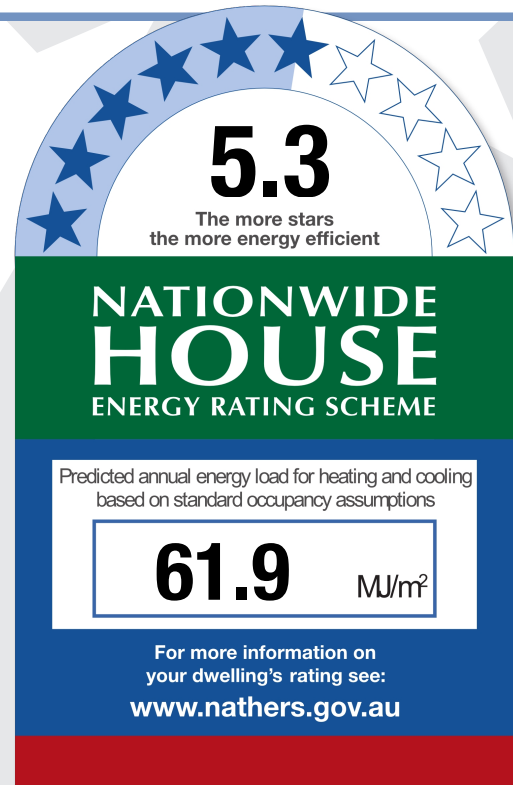 5.3
The more stars
the more energy efficient
NATIONWIDE
HOUSE
ENERGY RATING SCHEME
Predicted annual energy load for heating and cooling
based on standard occupancy assumptions
61.9 MJ/m²
For more information on
your dwelling's rating see:
www.nathers.gov.au